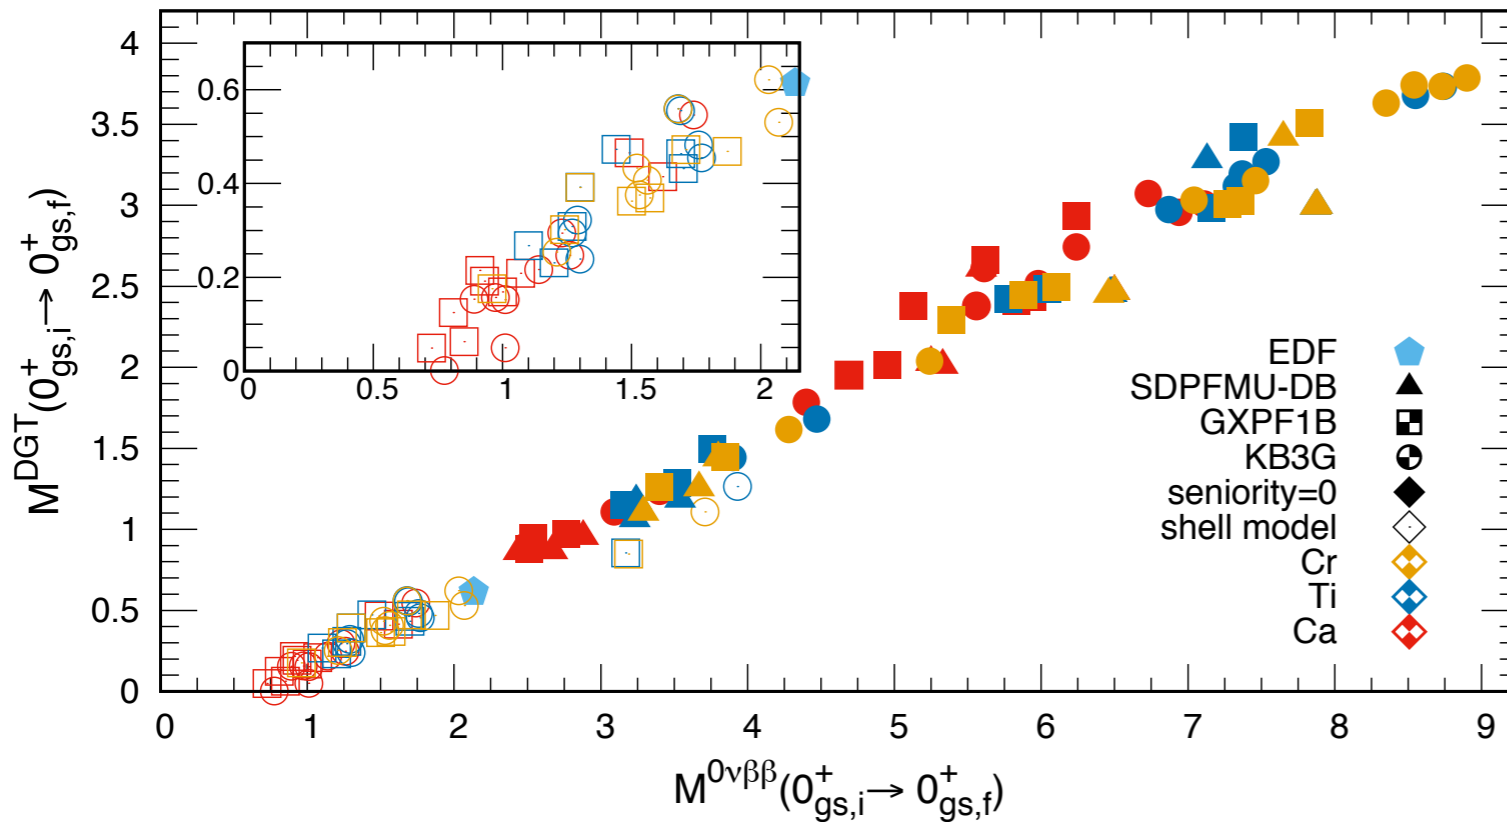 M^DGT(0^+_gs,i → 0^+_gs,f)
4
3.5
3
2.5
2
1.5
1
0.5
0
0.6
0.4
0.2
0
0 0.5 1 1.5 2
EDF
SDPFMU-DB
GXPF1B
KB3G
seniority=0
shell model
Cr
Ti
Ca
0 1 2 3 4 5 6 7 8 9
M^0νββ(0^+_gs,i → 0^+_gs,f)